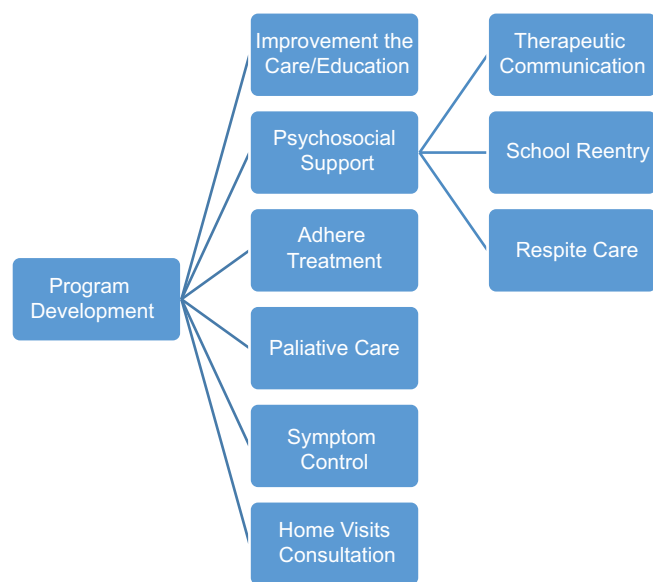 Program
Development
Improvement the
Care/Education
Psychosocial
Support
Adhere
Treatment
Paliative Care
Symptom
Control
Home Visits
Consultation
Therapeutic
Communication
School Reentry
Respite Care